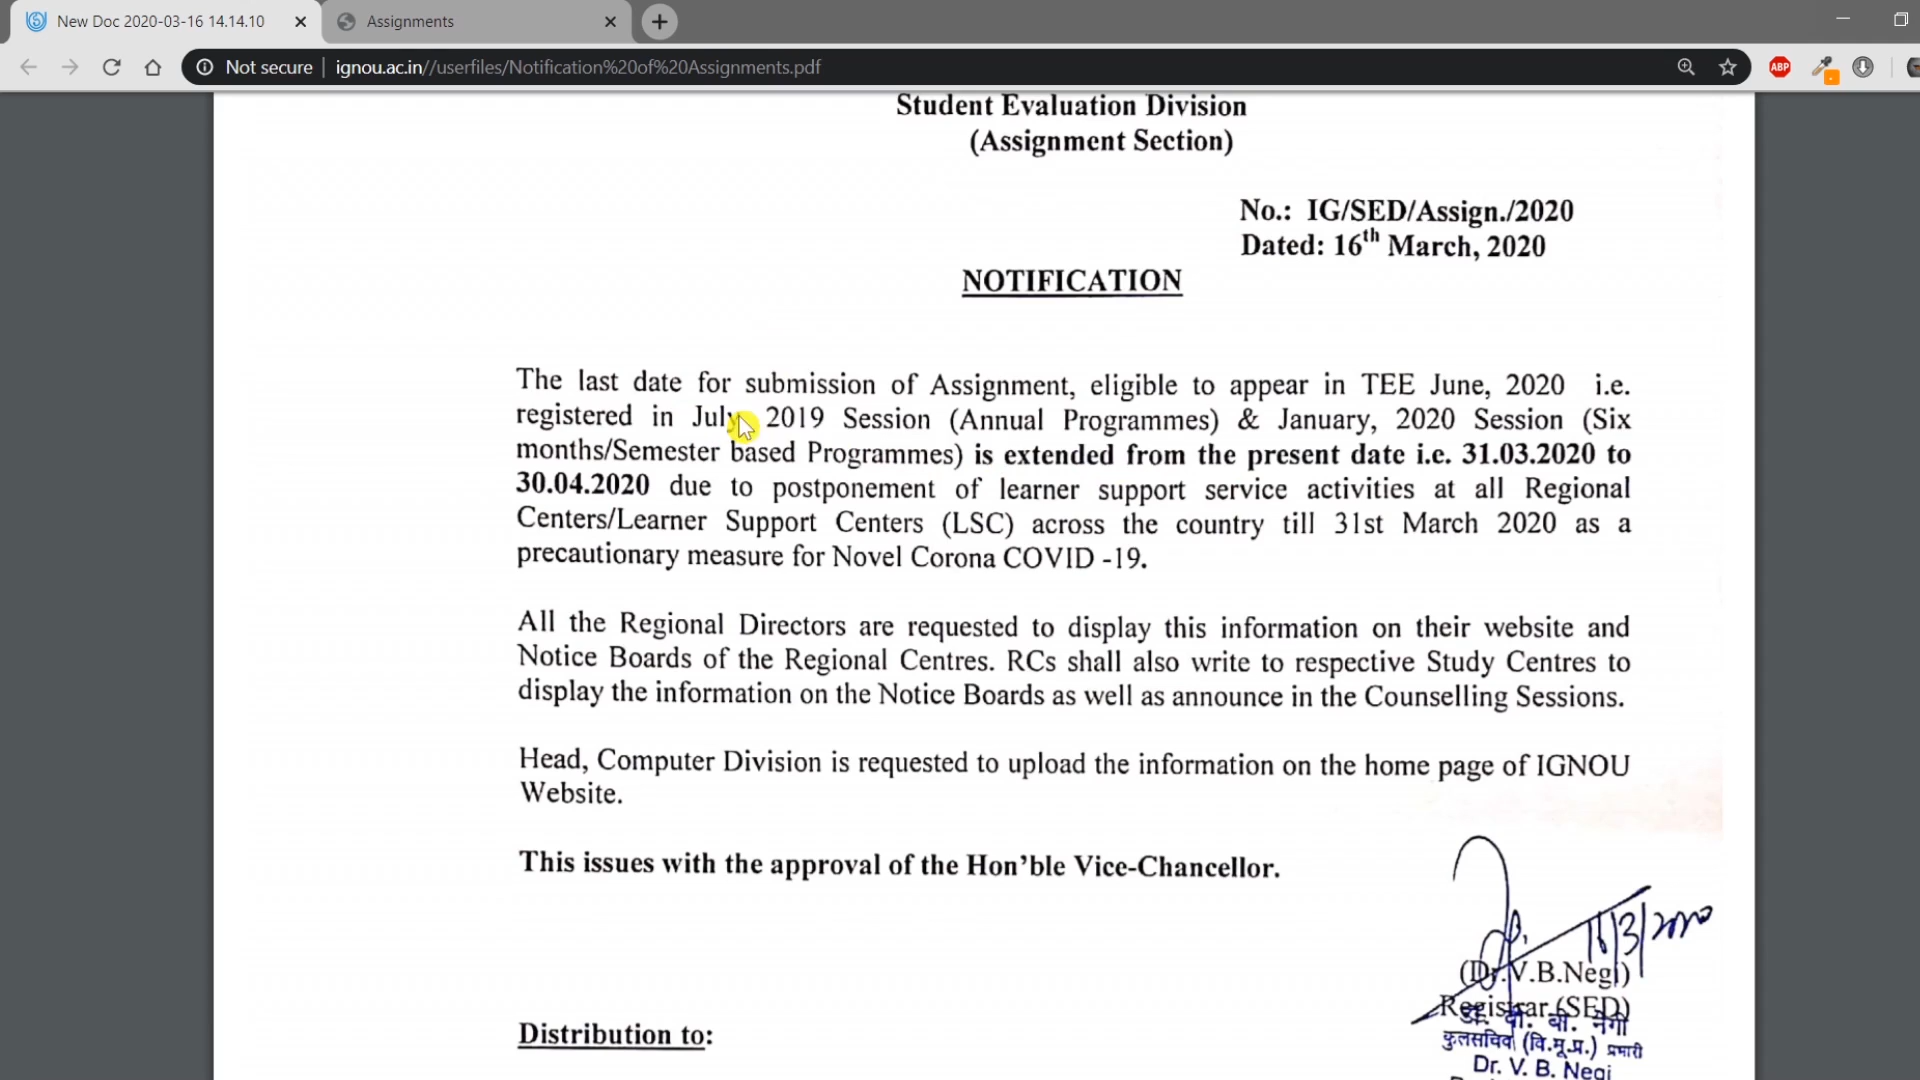 New Doc 2020-03-16 14.14.10
Assignments
Not secure | ignou.ac.in//userfiles/Notification%20of%20Assignments.pdf
ABP
Student Evaluation Division
(Assignment Section)
No.: IG/SED/Assign./2020
Dated: 16th March, 2020
NOTIFICATION
The last date for submission of Assignment, eligible to appear in TEE June, 2020 i.e.
registered in July, 2019 Session (Annual Programmes) & January, 2020 Session (Six
months/Semester based Programmes) is extended from the present date i.e. 31.03.2020 to
30.04.2020 due to postponement of learner support service activities at all Regional
Centers/Learner Support Centers (LSC) across the country till 31st March 2020 as a
precautionary measure for Novel Corona COVID -19.
All the Regional Directors are requested to display this information on their website and
Notice Boards of the Regional Centres. RCs shall also write to respective Study Centres to
display the information on the Notice Boards as well as announce in the Counselling Sessions.
Head, Computer Division is requested to upload the information on the home page of IGNOU
Website.
This issues with the approval of the Hon’ble Vice-Chancellor.
16/3/2020
(Dr.V.B.Negi)
Registrar (SED)
डॉ. वी. बी. नेगी
कुलसचिव (वि.मू.प्र.) प्रभारी
Dr. V. B. Negi
Distribution to: